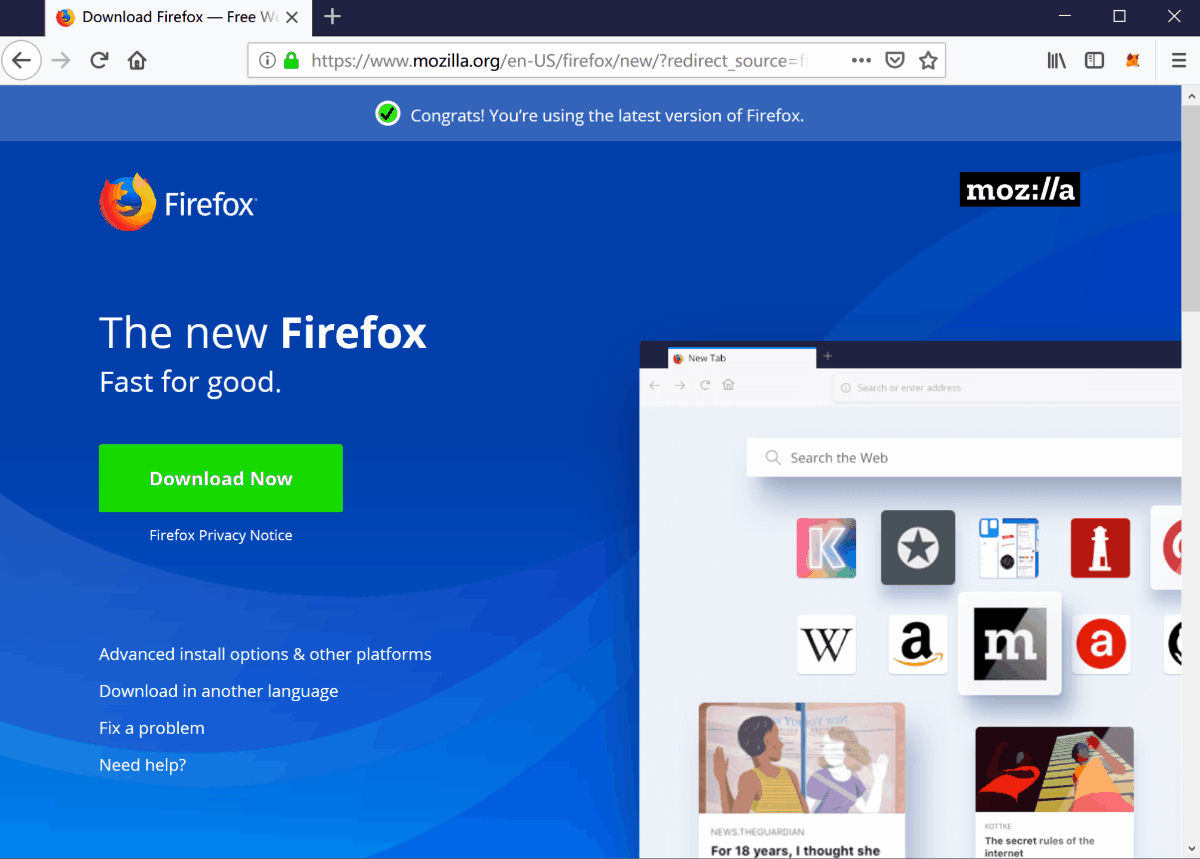 Download Firefox — Free We
https://www.mozilla.org/en-US/firefox/new/?redirect_source=fi
Congrats! You’re using the latest version of Firefox.
Firefox
moz://a
The new Firefox
Fast for good.
Download Now
Firefox Privacy Notice
Advanced install options & other platforms
Download in another language
Fix a problem
Need help?
New Tab
Search or enter address
Search the Web
K
W
a
m
a
NEWS.THEGUARDIAN
For 18 years, I thought she
KOTTKE
The secret rules of the
internet